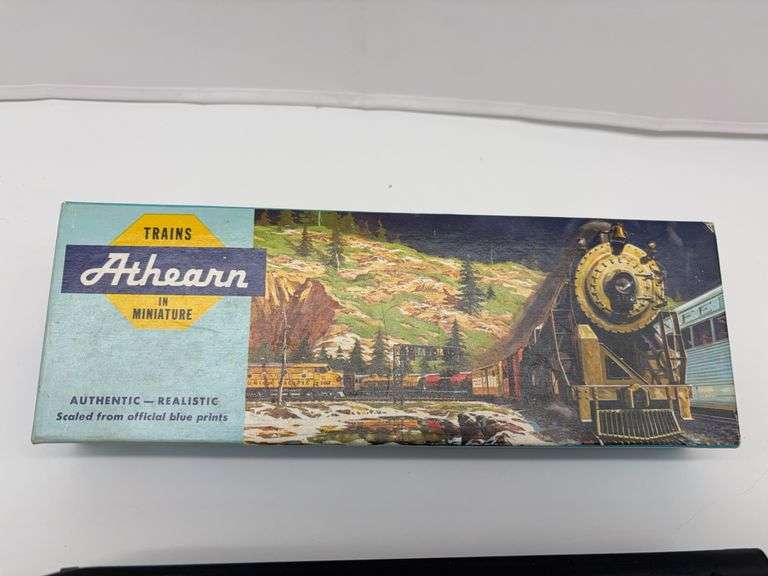 TRAINS
Athearn
IN
MINIATURE
AUTHENTIC — REALISTIC
Scaled from official blue prints